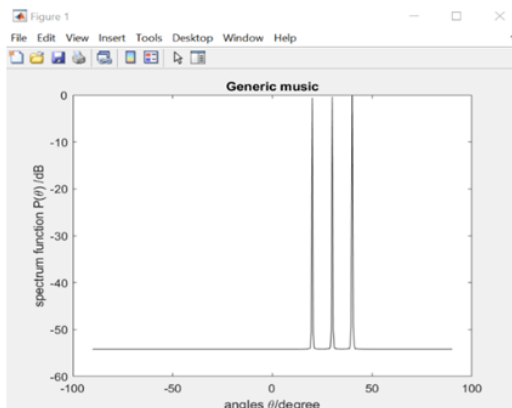 Figure 1
File Edit View Insert Tools Desktop Window Help
Generic music
0
-10
-20
-30
-40
-50
-60
spectrum function P(θ) /dB
-100 -50 0 50 100
angles θ/degree